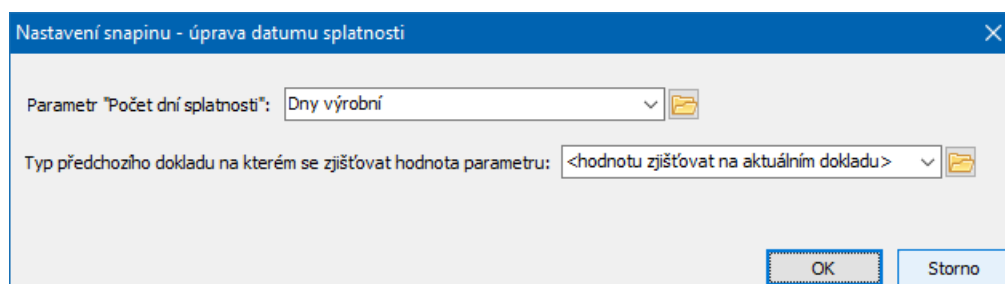 Nastavení snapinu - úprava datumu splatnosti
Parametr "Počet dní splatnosti": Dny výrobní
Typ předchozího dokladu na kterém se zjišťovat hodnota parametru: <hodnotu zjišťovat na aktuálním dokladu>
OK Storno